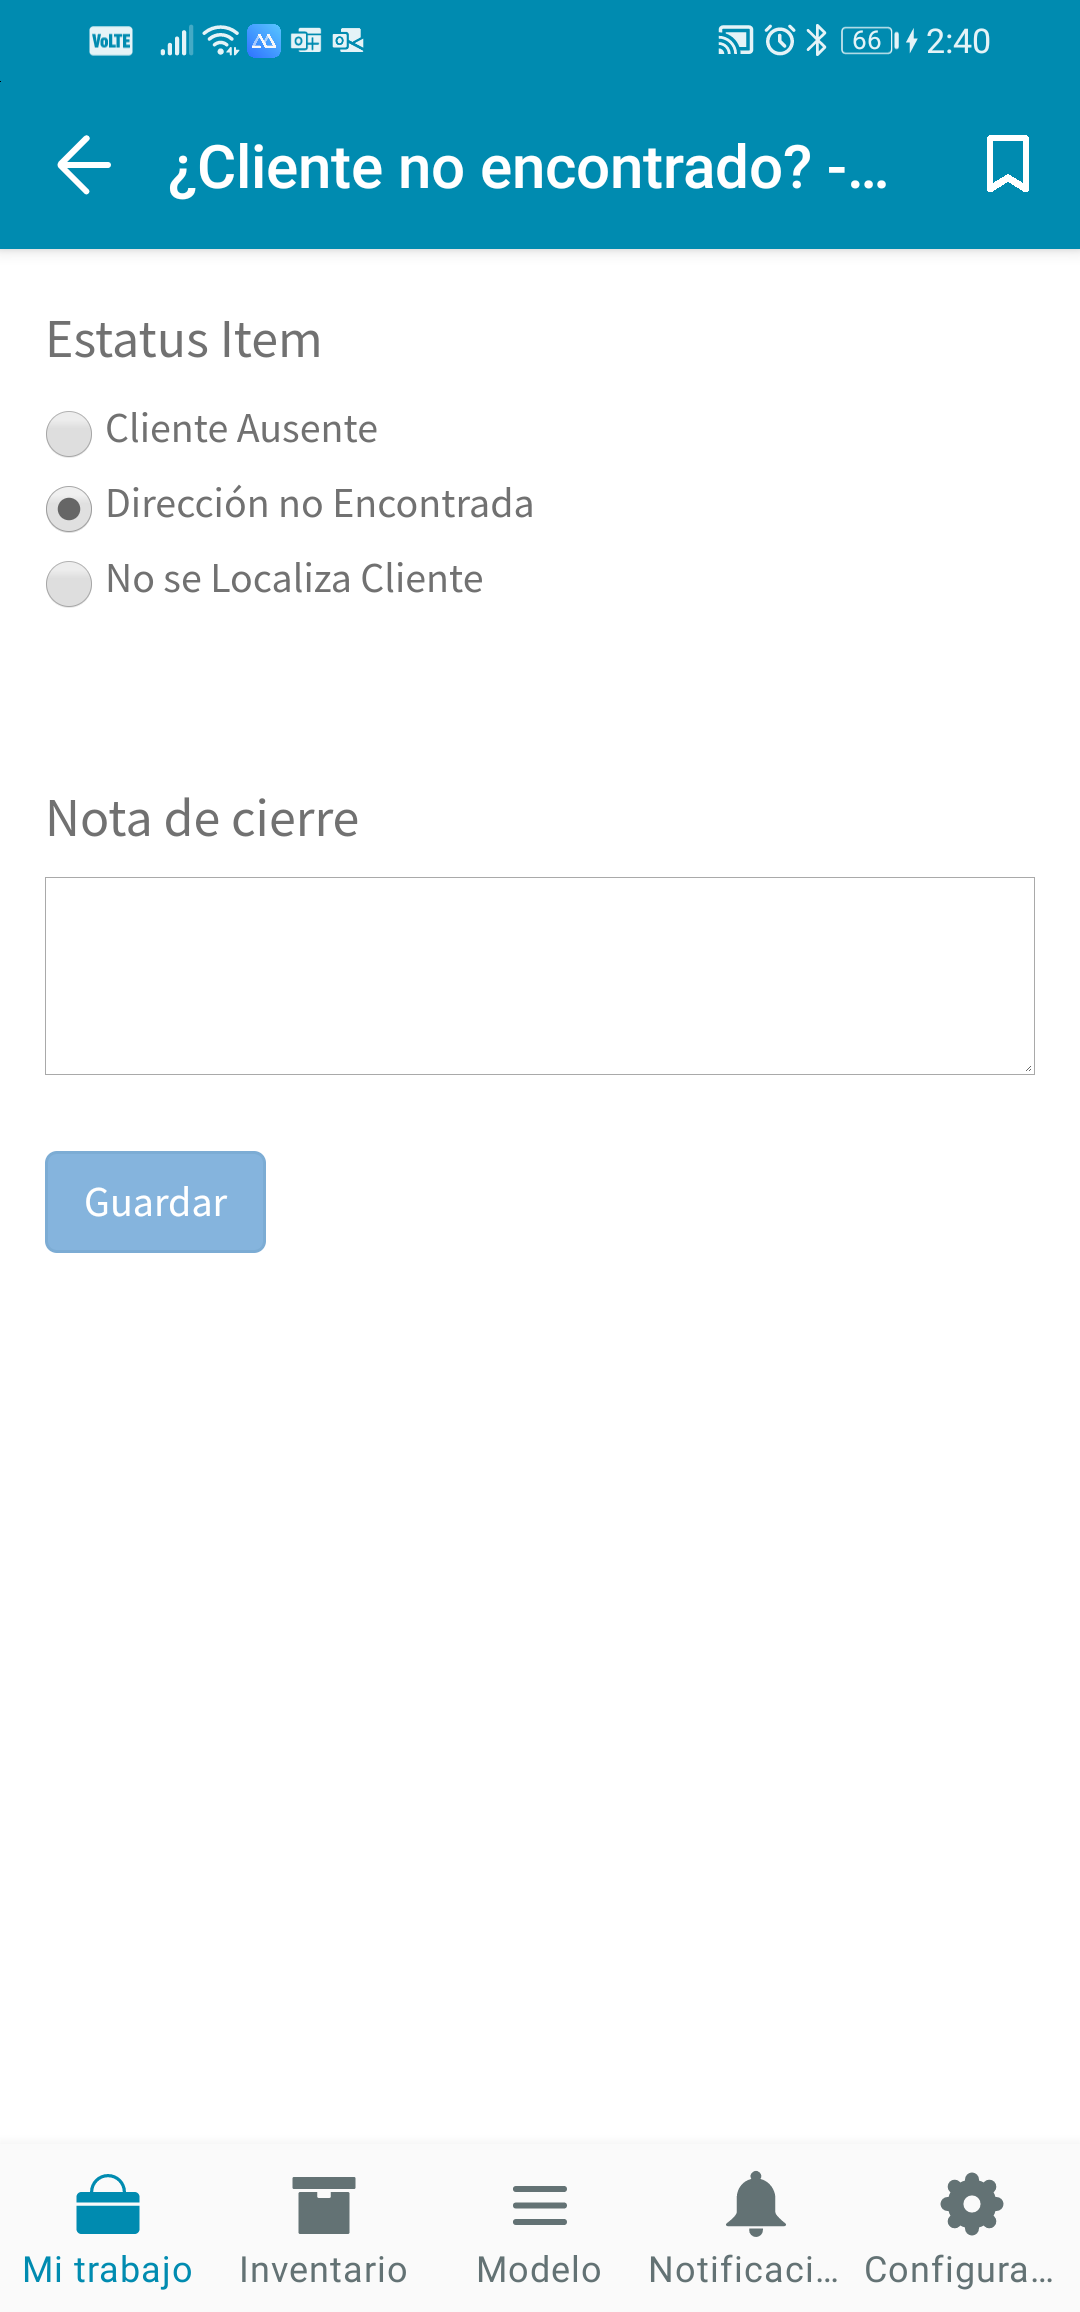 VoLTE 66 2:40
¿Cliente no encontrado? -...
Estatus Item
Cliente Ausente
Dirección no Encontrada
No se Localiza Cliente
Nota de cierre
Guardar
Mi trabajo Inventario Modelo Notificaci... Configura...